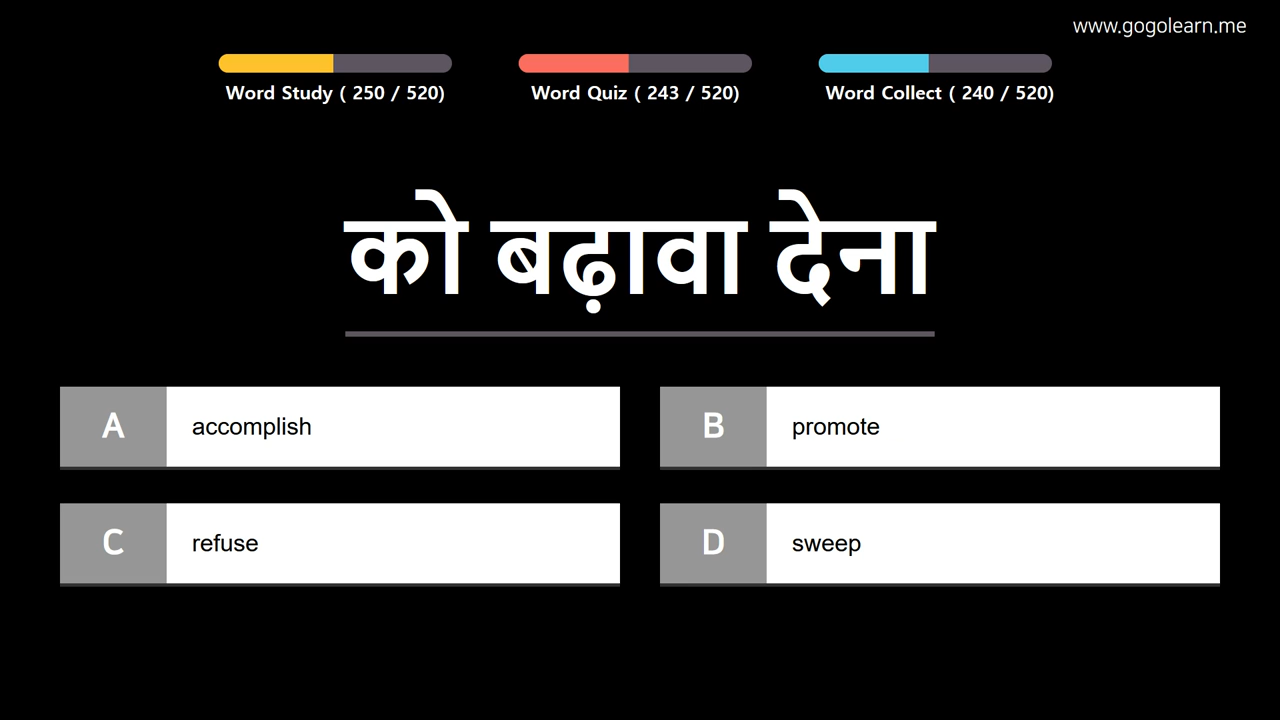 www.gogolearn.me
Word Study ( 250 / 520)
Word Quiz ( 243 / 520)
Word Collect ( 240 / 520)
को बढ़ावा देना
A accomplish
B promote
C refuse
D sweep